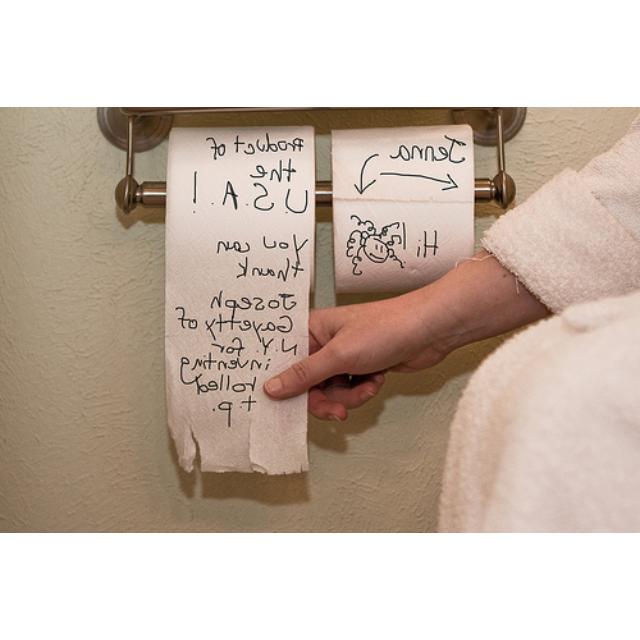 Product of
the
U.S.A.!
You can
thank
Joseph
Gayetty of
N.Y. for
inventing
rolled
t.p.
Jenna
Hi